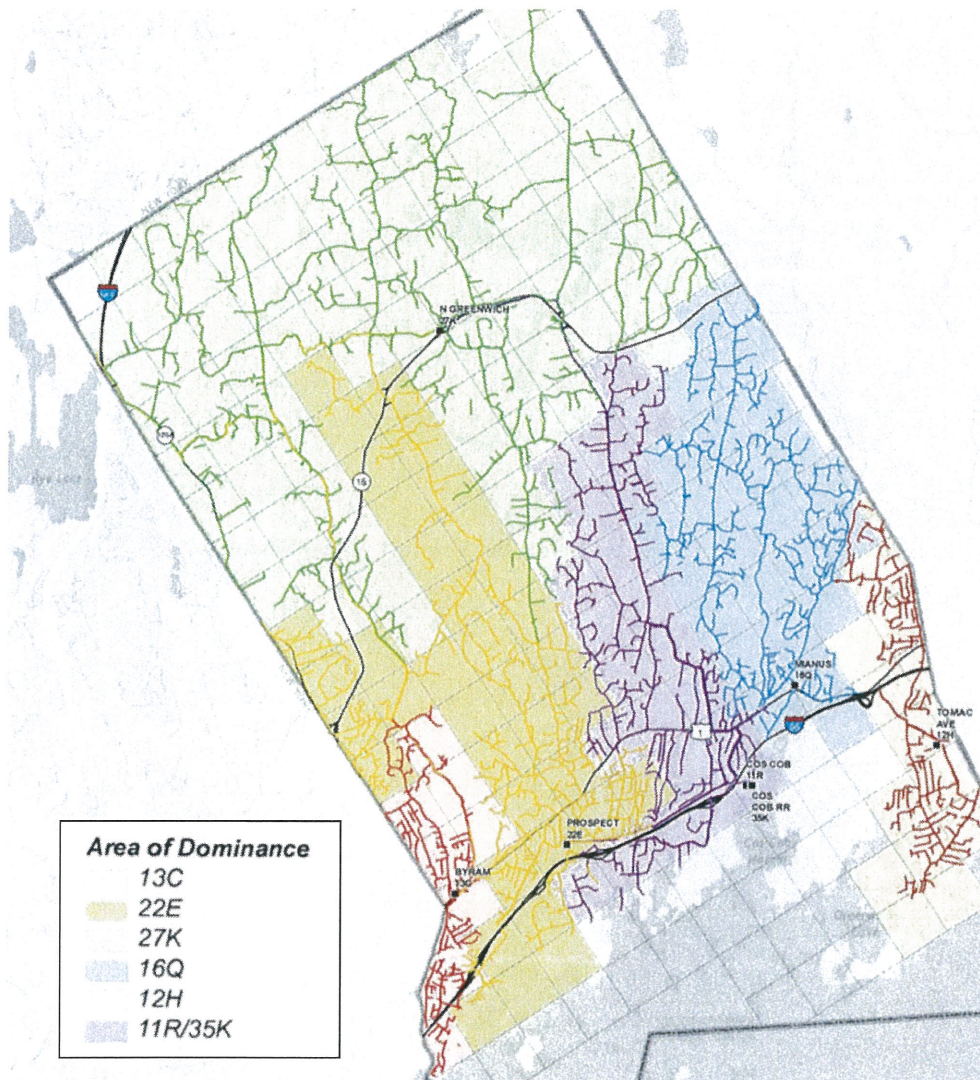 N GREENWICH
27K
15
MIANUS
16Q
TOMAC
AVE
12H
1
COS COB
11R
COS
COB RR
35K
PROSPECT
22E
BYRAM
13C
Area of Dominance
13C
22E
27K
16Q
12H
11R/35K